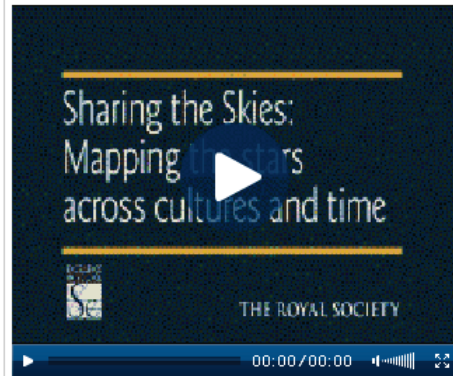 Sharing the Skies:
Mapping the stars
across cultures and time
THE ROYAL SOCIETY
00:00/00:00